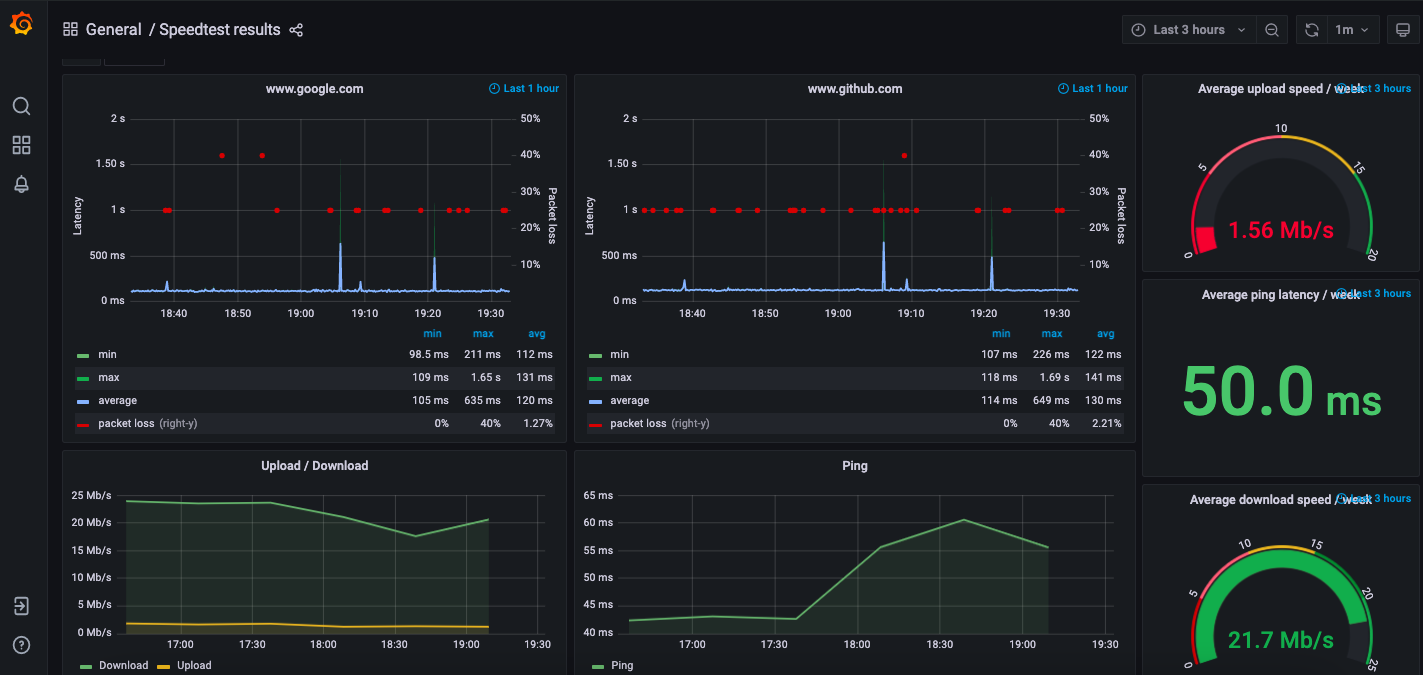 General / Speedtest results
Last 3 hours
1m
www.google.com
Last 1 hour
2 s
1.50 s
1 s
500 ms
0 ms
Latency
50%
40%
30%
20%
10%
Packet loss
18:40 18:50 19:00 19:10 19:20 19:30
min max avg
min 98.5 ms 211 ms 112 ms
max 109 ms 1.65 s 131 ms
average 105 ms 635 ms 120 ms
packet loss (right-y) 0% 40% 1.27%
www.github.com
Last 1 hour
2 s
1.50 s
1 s
500 ms
0 ms
Latency
50%
40%
30%
20%
10%
Packet loss
18:40 18:50 19:00 19:10 19:20 19:30
min max avg
min 107 ms 226 ms 122 ms
max 118 ms 1.69 s 141 ms
average 114 ms 649 ms 130 ms
packet loss (right-y) 0% 40% 2.21%
Average upload speed / week
Last 3 hours
0 5 10 15 20
1.56 Mb/s
Average ping latency / week
Last 3 hours
50.0 ms
Upload / Download
25 Mb/s
20 Mb/s
15 Mb/s
10 Mb/s
5 Mb/s
0 Mb/s
17:00 17:30 18:00 18:30 19:00 19:30
Download Upload
Ping
65 ms
60 ms
55 ms
50 ms
45 ms
40 ms
17:00 17:30 18:00 18:30 19:00 19:30
Ping
Average download speed / week
Last 3 hours
0 5 10 15 20 25
21.7 Mb/s